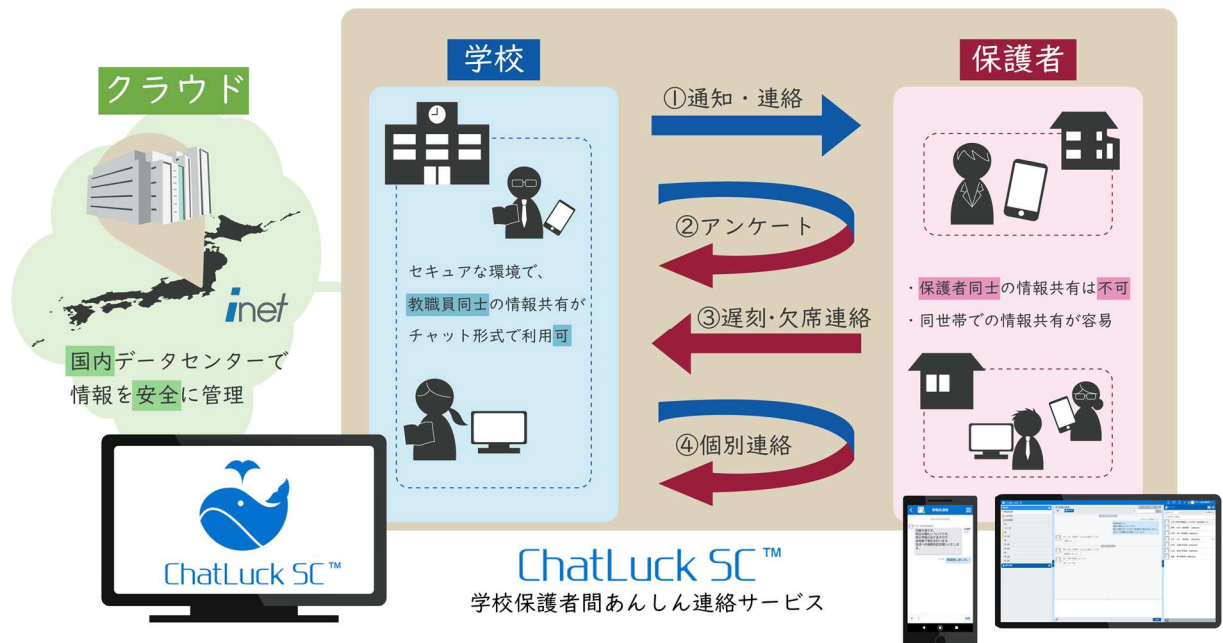 クラウド
inet
国内データセンターで
情報を安全に管理
ChatLuck SC™
学校
セキュアな環境で、
教職員同士の情報共有が
チャット形式で利用可
①通知・連絡
②アンケート
③遅刻・欠席連絡
④個別連絡
保護者
・保護者同士の情報共有は不可
・同世帯での情報共有が容易
ChatLuck SC™
学校保護者間あんしん連絡サービス